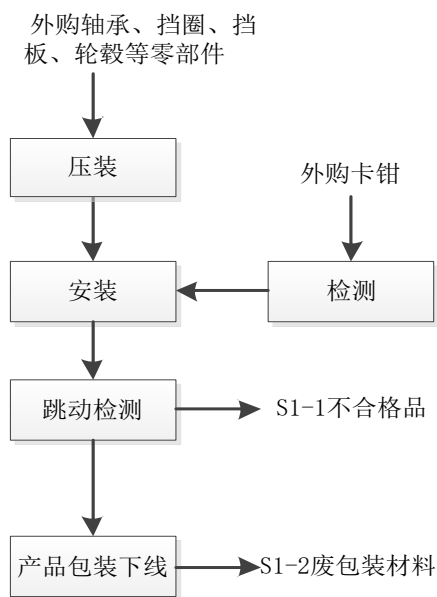 外购轴承、挡圈、挡
板、轮毂等零部件
压装
外购卡钳
安装
检测
跳动检测
S1-1不合格品
产品包装下线
S1-2废包装材料